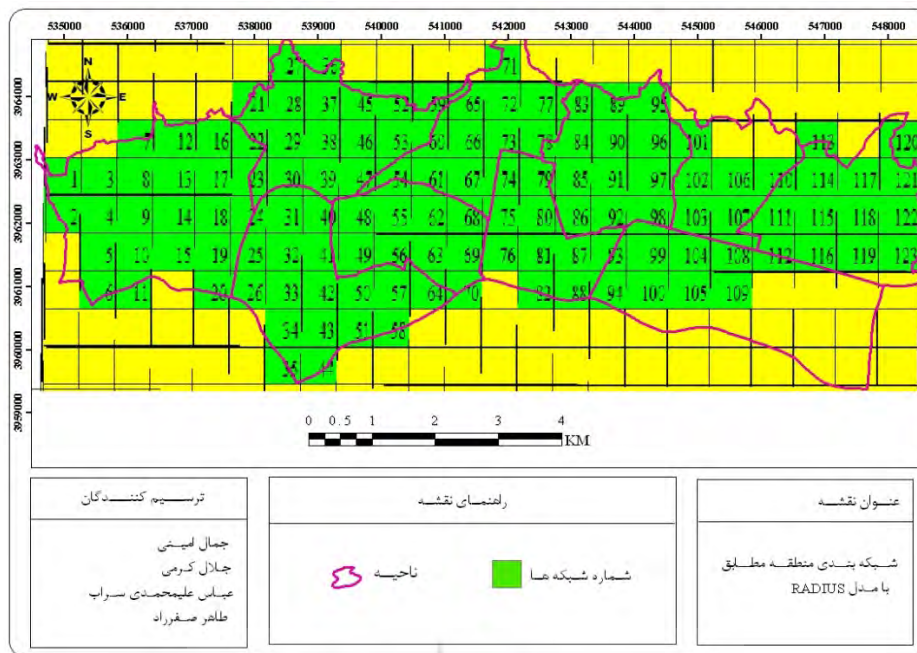 535000 536000 537000 538000 539000 540000 541000 542000 543000 544000 545000 546000 547000 548000
N
W E
S
3964000
3963000
3962000
3961000
3960000
3959000
27 36 71
21 28 37 45 52 59 65 72 77 83 89 95
7 12 16 22 29 38 46 53 60 66 73 78 84 90 96 101 113 120
1 3 8 13 17 23 30 39 47 54 61 67 74 79 85 91 97 102 106 110 114 117 121
2 4 9 14 18 24 31 40 48 55 62 68 75 80 86 92 98 103 107 111 115 118 122
5 10 15 19 25 32 41 49 56 63 69 76 81 87 93 99 104 108 112 116 119 123
6 11 20 26 33 42 50 57 64 70 82 88 94 100 105 109
34 43 51 58
35
0 0.5 1 2 3 4
KM
عنوان نقشه
شبکه بندی منطقه مطابق
با مدل RADIUS
راهنمای نقشه
شماره شبکه ها
ناحیه
ترسیم کنندگان
جمال امینی
جلال کرمی
عباس علیمحمدی سراب
طاهر صفرراد